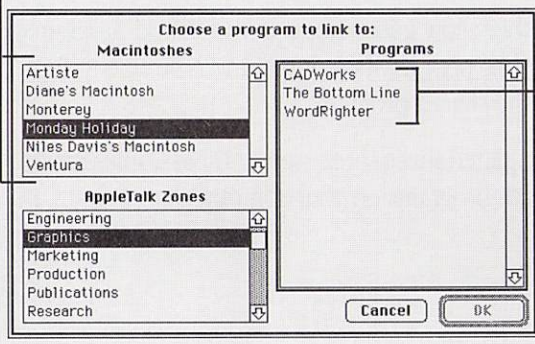 Choose a program to link to:
Macintoshes
Artiste
Diane's Macintosh
Monterey
Monday Holiday
Niles Davis's Macintosh
Ventura
AppleTalk Zones
Engineering
Graphics
Marketing
Production
Publications
Research
Programs
CADWorks
The Bottom Line
WordRighter
Cancel
OK